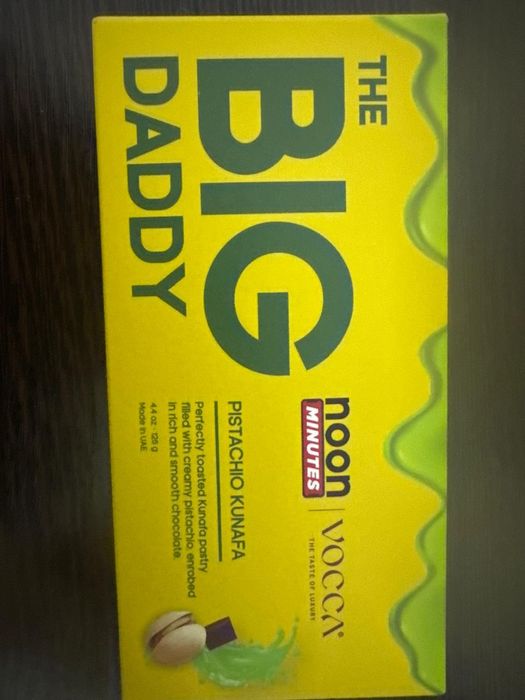 THE
BIG
DADDY
noon
MINUTES
VOCCA®
THE TASTE OF LUXURY
PISTACHIO KUNAFA
Perfectly toasted Kunafa pastry
filled with creamy pistachio, enrobed
in rich and smooth chocolate.
4.4 oz · 126 g
Made in UAE